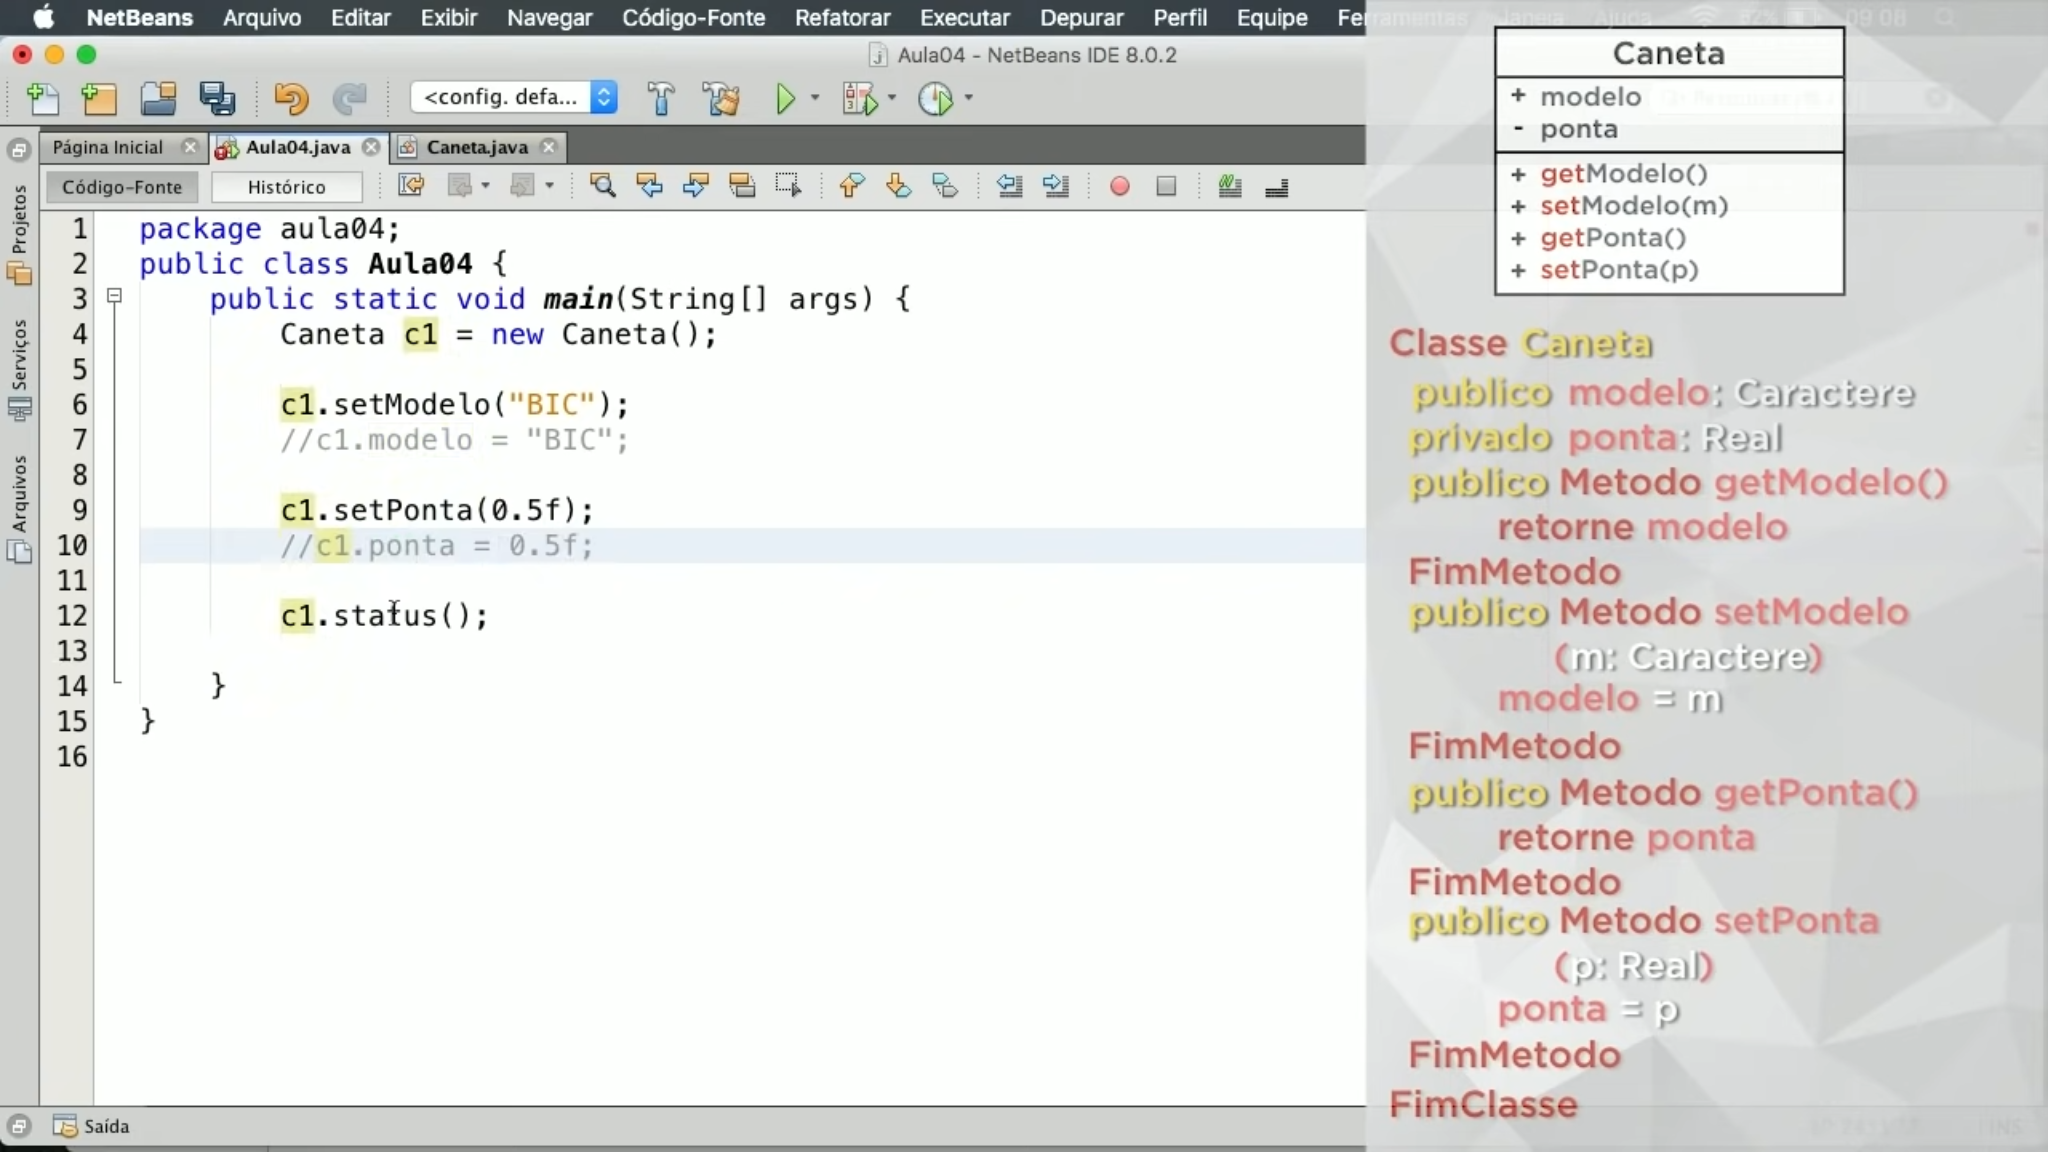 NetBeans Arquivo Editar Exibir Navegar Código-Fonte Refatorar Executar Depurar Perfil Equipe Ferramentas Janela Ajuda 09:08
Aula04 - NetBeans IDE 8.0.2
<config. defa...
Página Inicial Aula04.java Caneta.java
Código-Fonte Histórico
Projetos
Serviços
Arquivos
1 package aula04;
2 public class Aula04 {
3 public static void main(String[] args) {
4 Caneta c1 = new Caneta();
5
6 c1.setModelo("BIC");
7 //c1.modelo = "BIC";
8
9 c1.setPonta(0.5f);
10 //c1.ponta = 0.5f;
11
12 c1.status();
13
14 }
15 }
16
Saída
Caneta
+ modelo
- ponta
+ getModelo()
+ setModelo(m)
+ getPonta()
+ setPonta(p)
Classe Caneta
publico modelo: Caractere
privado ponta: Real
publico Metodo getModelo()
retorne modelo
FimMetodo
publico Metodo setModelo
(m: Caractere)
modelo = m
FimMetodo
publico Metodo getPonta()
retorne ponta
FimMetodo
publico Metodo setPonta
(p: Real)
ponta = p
FimMetodo
FimClasse
INS